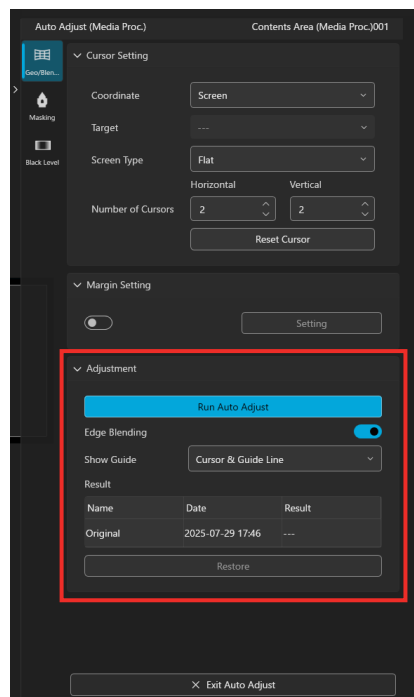 Auto Adjust (Media Proc.) Contents Area (Media Proc.)001
Geo/Blen...
Masking
Black Level
Cursor Setting
Coordinate Screen
Target ---
Screen Type Flat
Horizontal Vertical
Number of Cursors 2 2
Reset Cursor
Margin Setting
Setting
Adjustment
Run Auto Adjust
Edge Blending
Show Guide Cursor & Guide Line
Result
Name Date Result
Original 2025-07-29 17:46 ---
Restore
Exit Auto Adjust